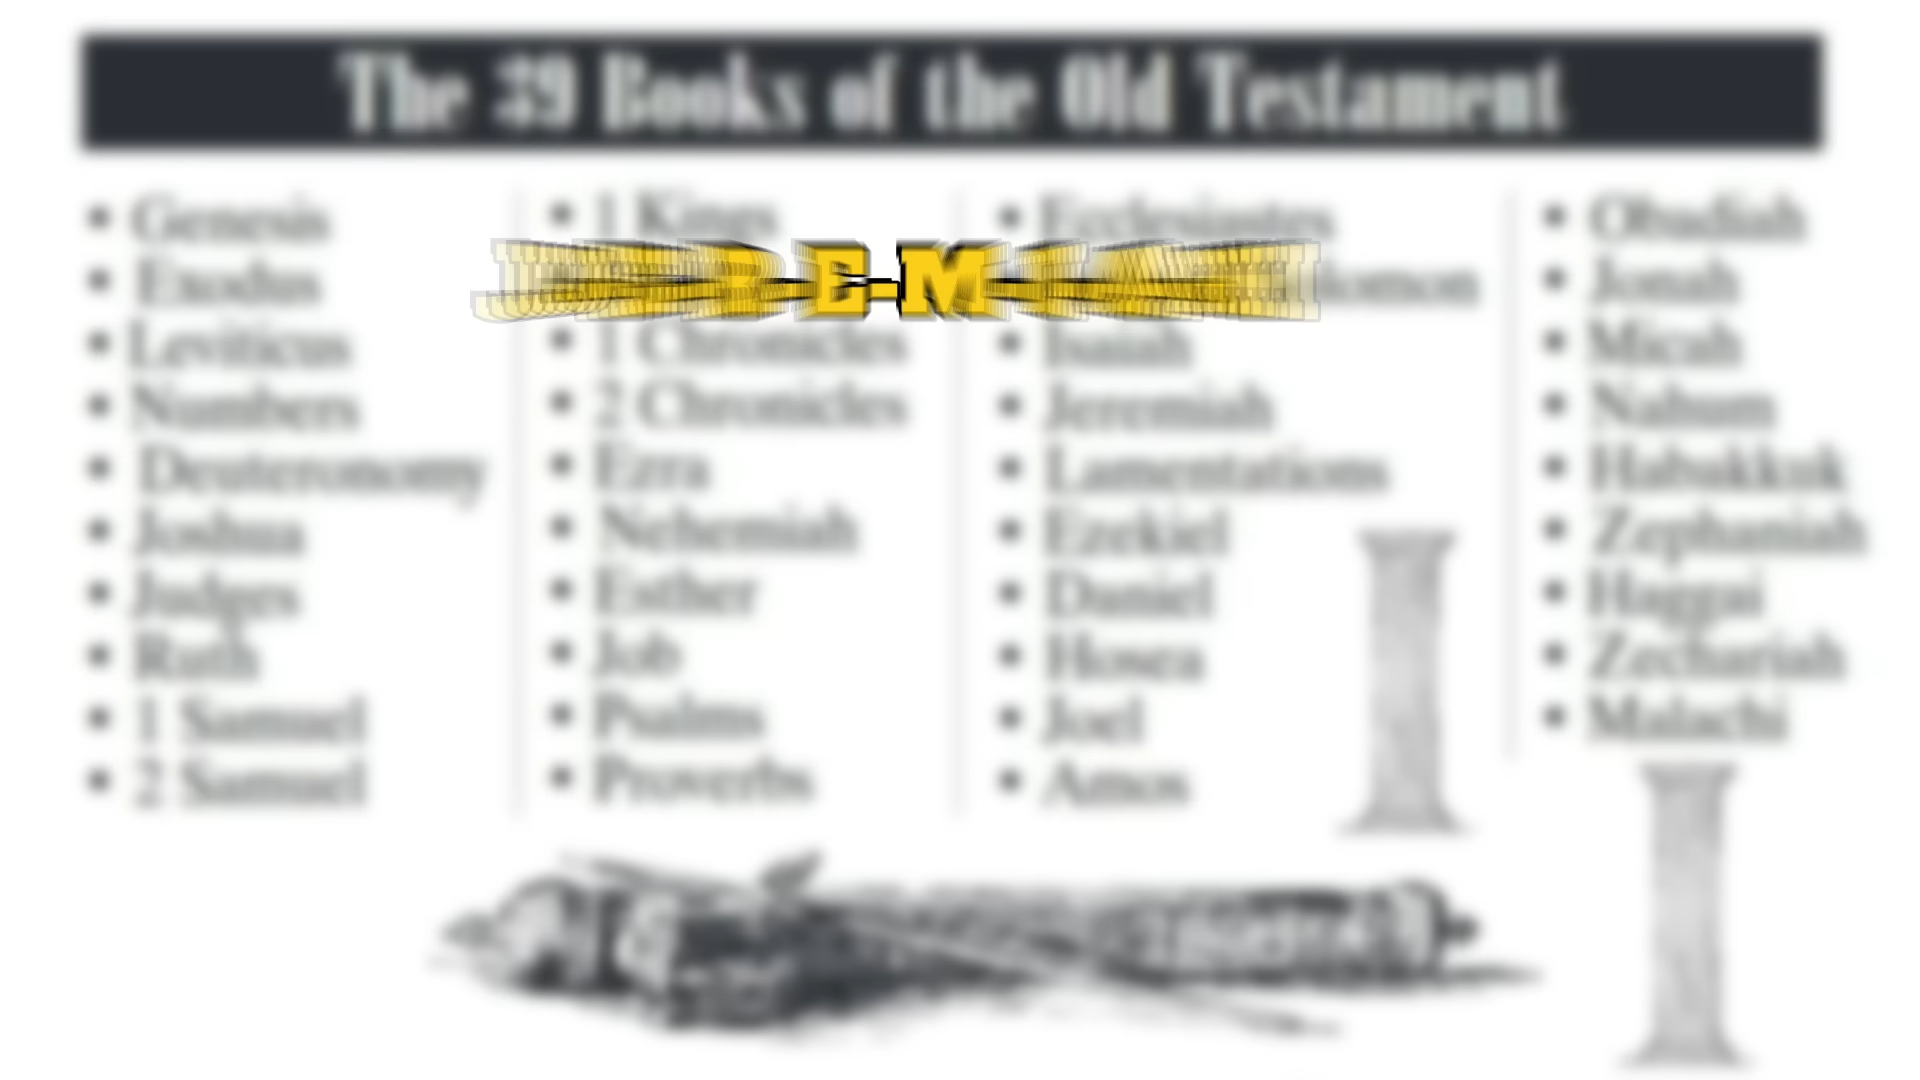 The 39 Books of the Old Testament
• Genesis
• Exodus
• Leviticus
• Numbers
• Deuteronomy
• Joshua
• Judges
• Ruth
• 1 Samuel
• 2 Samuel
• 1 Kings
• 1 Chronicles
• 2 Chronicles
• Ezra
• Nehemiah
• Esther
• Job
• Psalms
• Proverbs
• Ecclesiastes
• Isaiah
• Jeremiah
• Lamentations
• Ezekiel
• Daniel
• Hosea
• Joel
• Amos
• Obadiah
• Jonah
• Micah
• Nahum
• Habakkuk
• Zephaniah
• Haggai
• Zechariah
• Malachi